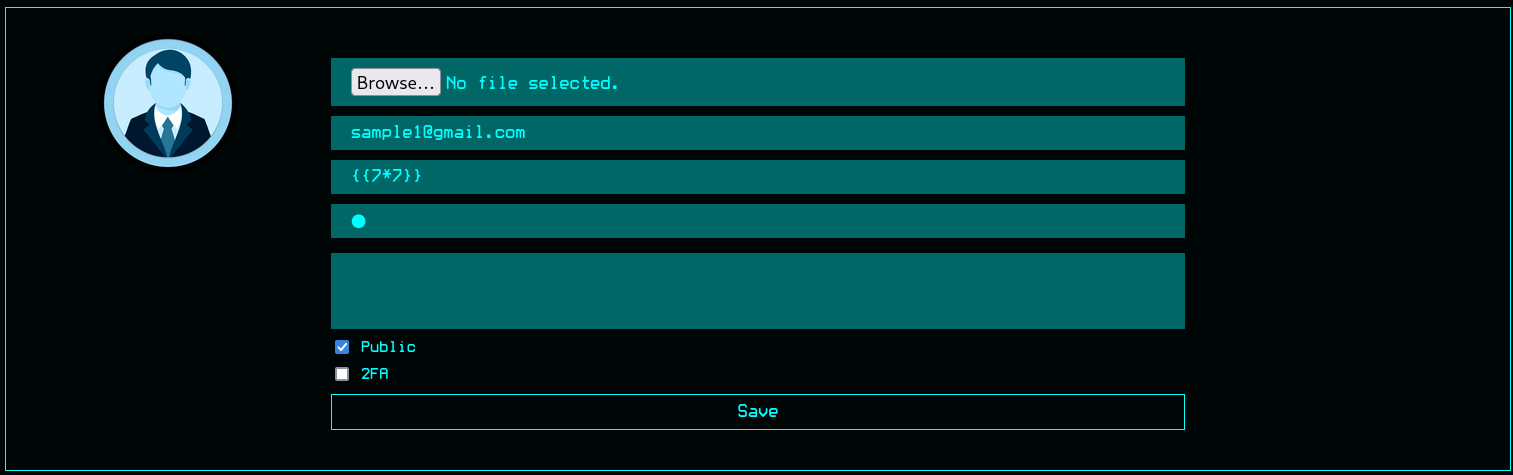 Browse... No file selected.
sample1@gmail.com
{{7*7}}
Public
2FA
Save